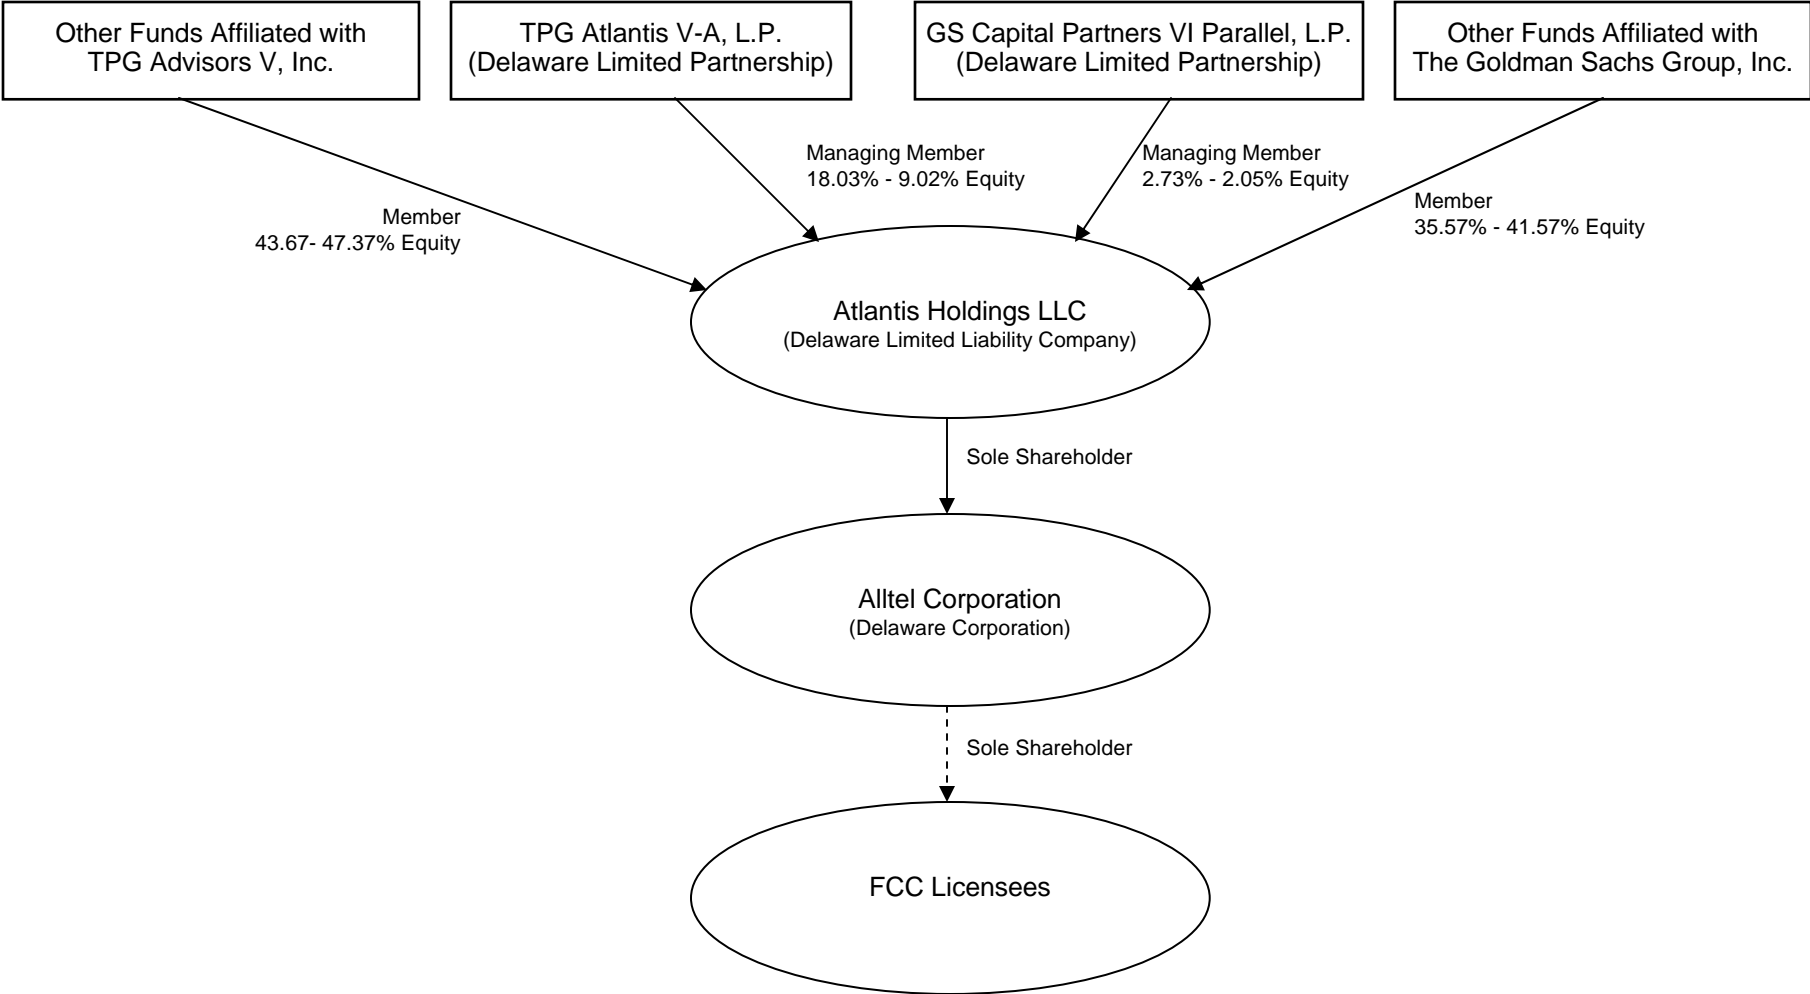 Other Funds Affiliated with
TPG Advisors V, Inc.
TPG Atlantis V-A, L.P.
(Delaware Limited Partnership)
GS Capital Partners VI Parallel, L.P.
(Delaware Limited Partnership)
Other Funds Affiliated with
The Goldman Sachs Group, Inc.
Member
43.67- 47.37% Equity
Managing Member
18.03% - 9.02% Equity
Managing Member
2.73% - 2.05% Equity
Member
35.57% - 41.57% Equity
Atlantis Holdings LLC
(Delaware Limited Liability Company)
Sole Shareholder
Alltel Corporation
(Delaware Corporation)
Sole Shareholder
FCC Licensees